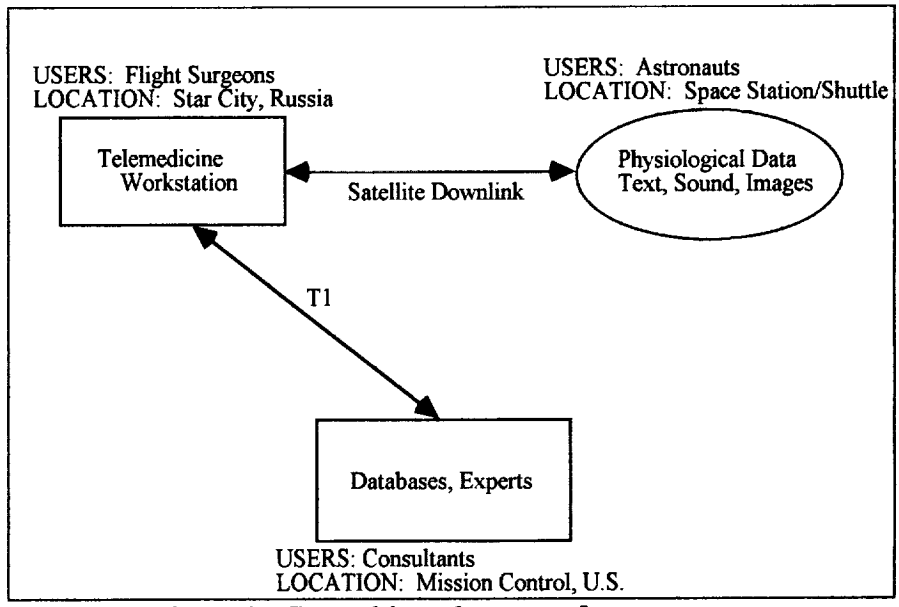 USERS: Flight Surgeons
LOCATION: Star City, Russia
USERS: Astronauts
LOCATION: Space Station/Shuttle
Telemedicine
Workstation
Satellite Downlink
Physiological Data
Text, Sound, Images
T1
Databases, Experts
USERS: Consultants
LOCATION: Mission Control, U.S.